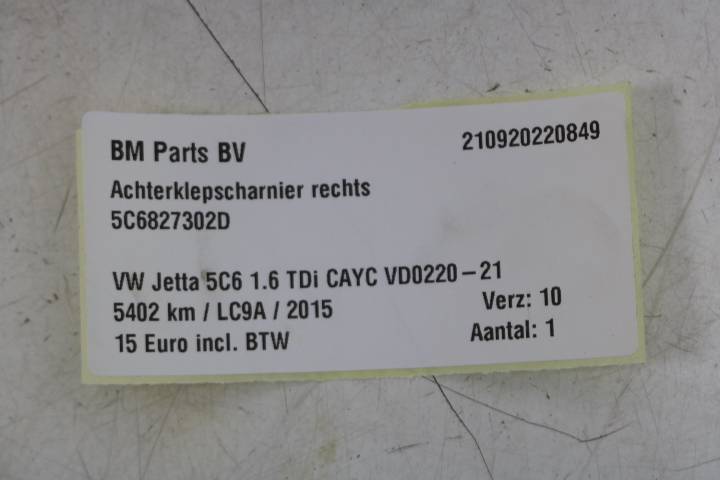 BM Parts BV 210920220849
Achterklepscharnier rechts
5C6827302D
VW Jetta 5C6 1.6 TDi CAYC VD0220-21
5402 km / LC9A / 2015 Verz: 10
15 Euro incl. BTW Aantal: 1